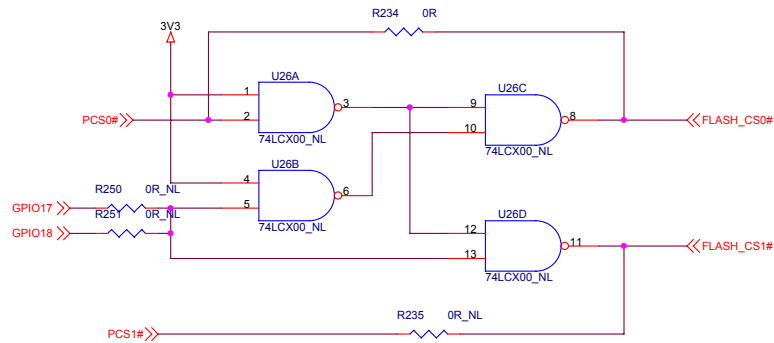 R234 0R
3V3
U26A
U26C
1
3
9
PCS0#
2
8
FLASH_CS0#
10
74LCX00_NL
74LCX00_NL
U26B
R250 0R_NL
4
6
GPIO17
5
R251 0R_NL
U26D
GPIO18
74LCX00_NL
12
11
FLASH_CS1#
13
74LCX00_NL
R235 0R_NL
PCS1#